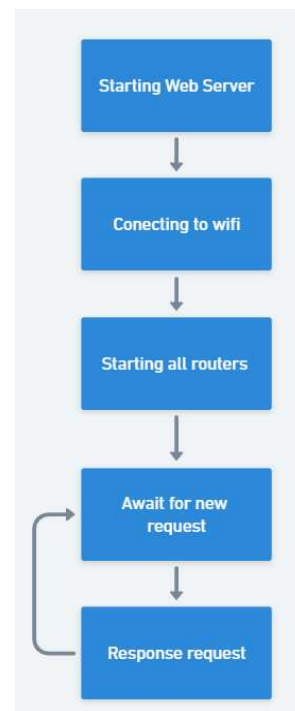 Starting Web Server
Conecting to wifi
Starting all routers
Await for new
request
Response request